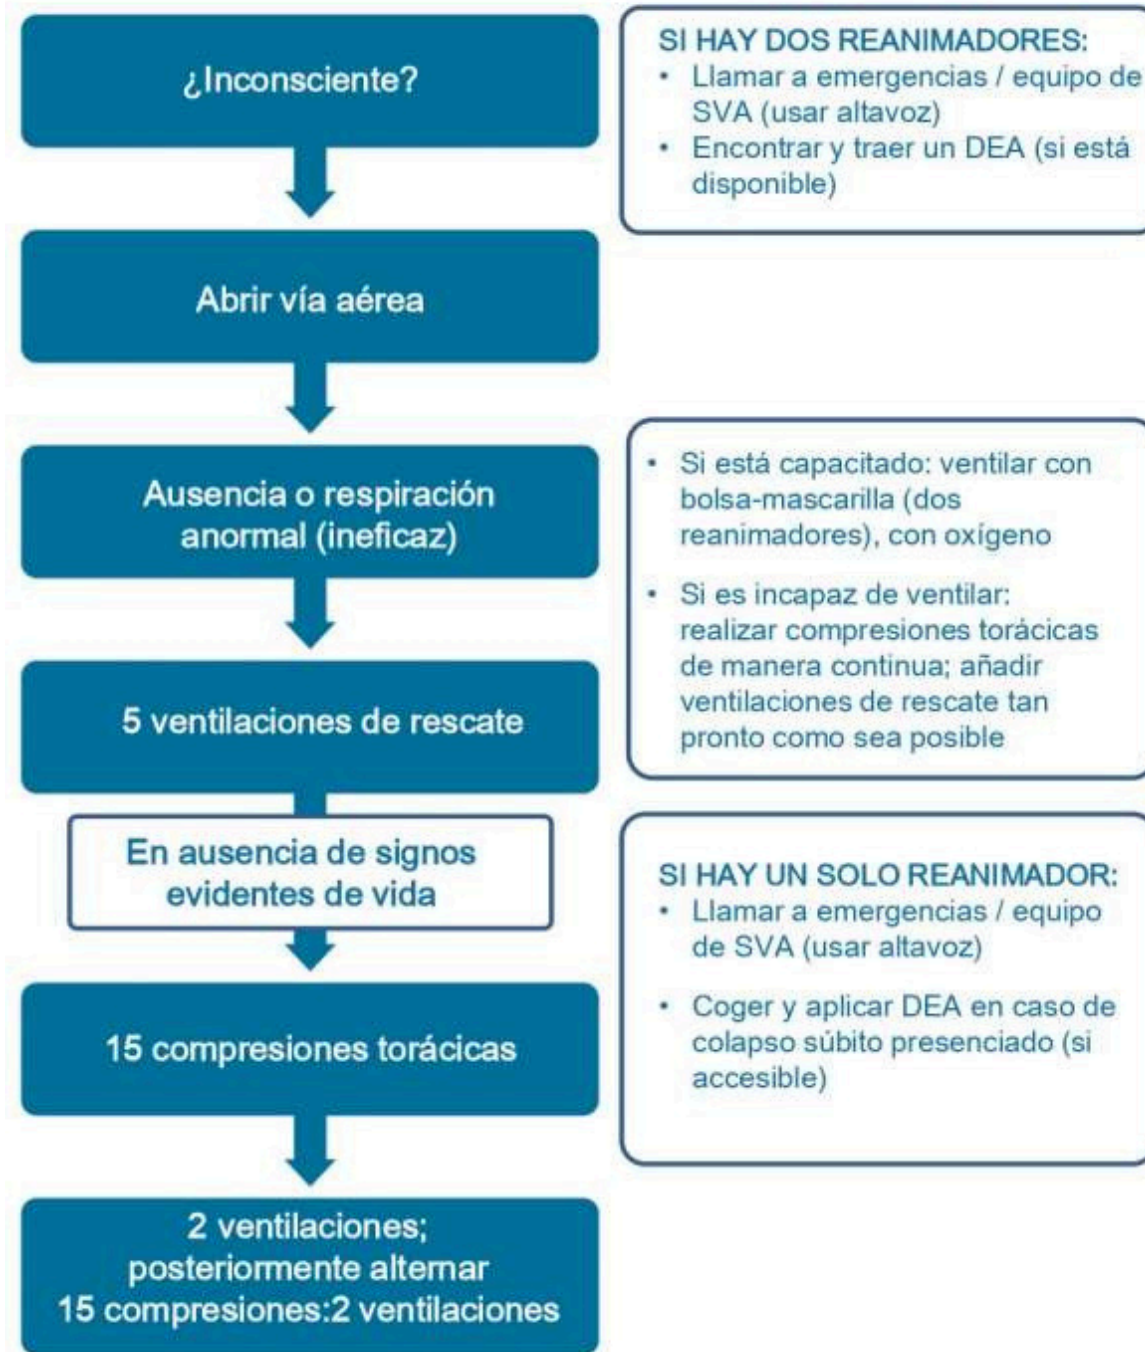 ¿Inconsciente?
SI HAY DOS REANIMADORES:
• Llamar a emergencias / equipo de
SVA (usar altavoz)
• Encontrar y traer un DEA (si está
disponible)
Abrir vía aérea
Ausencia o respiración
anormal (ineficaz)
• Si está capacitado: ventilar con
bolsa-mascarilla (dos
reanimadores), con oxígeno
• Si es incapaz de ventilar:
realizar compresiones torácicas
de manera continua; añadir
ventilaciones de rescate tan
pronto como sea posible
5 ventilaciones de rescate
En ausencia de signos
evidentes de vida
SI HAY UN SOLO REANIMADOR:
• Llamar a emergencias / equipo
de SVA (usar altavoz)
• Coger y aplicar DEA en caso de
colapso súbito presenciado (si
accesible)
15 compresiones torácicas
2 ventilaciones;
posteriormente alternar
15 compresiones:2 ventilaciones